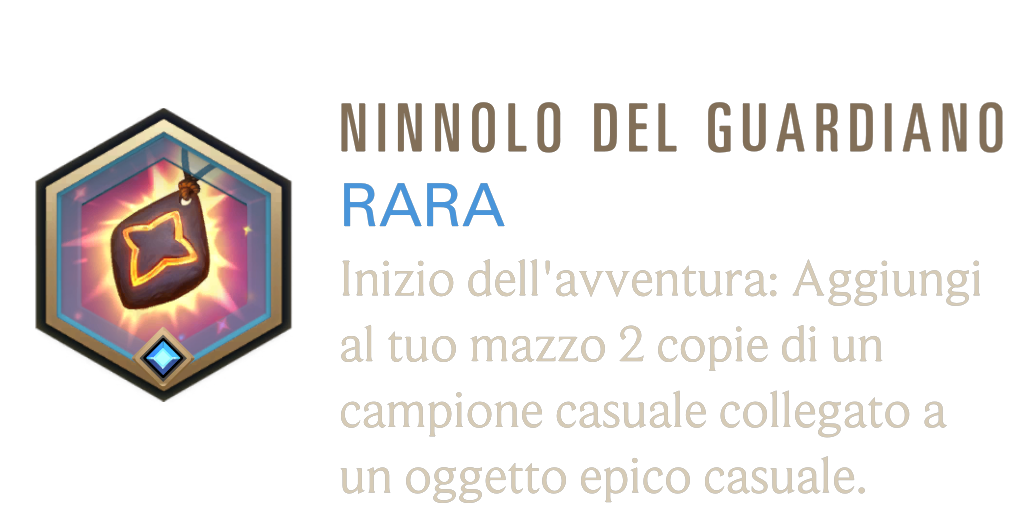 NINNOLO DEL GUARDIANO
RARA
Inizio dell'avventura: Aggiungi
al tuo mazzo 2 copie di un
campione casuale collegato a
un oggetto epico casuale.